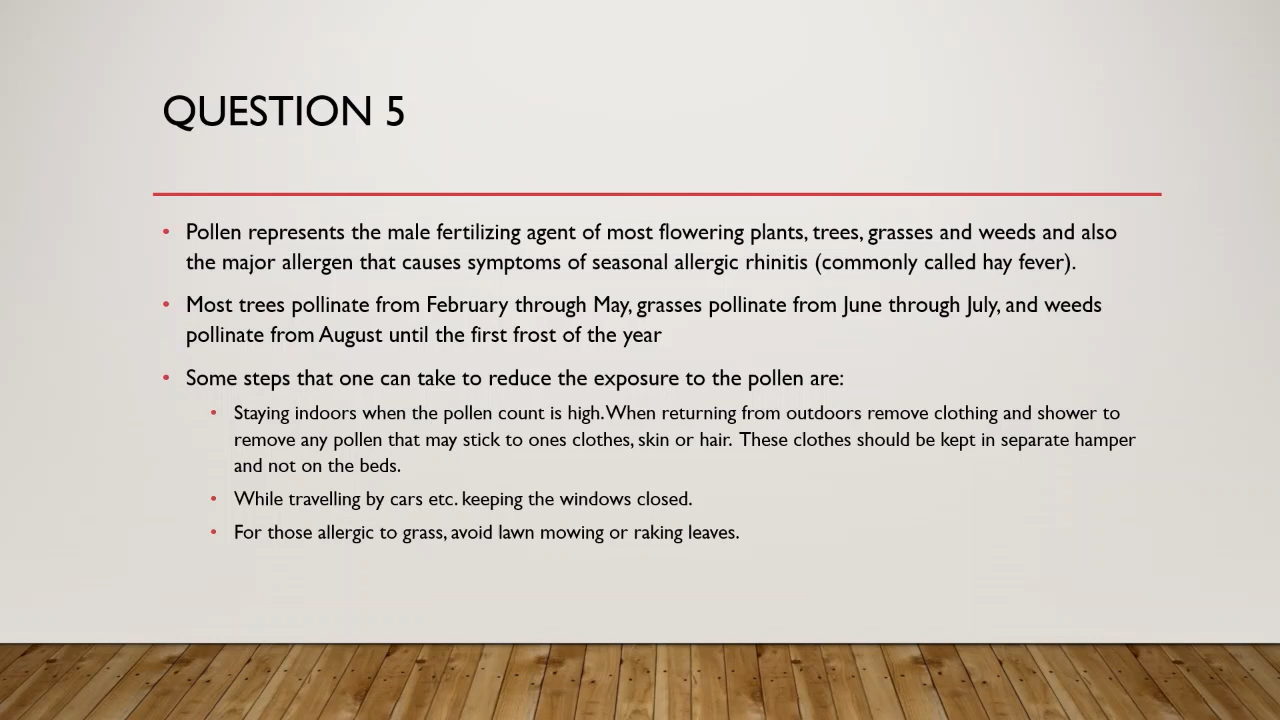 QUESTION 5
• Pollen represents the male fertilizing agent of most flowering plants, trees, grasses and weeds and also
the major allergen that causes symptoms of seasonal allergic rhinitis (commonly called hay fever).
• Most trees pollinate from February through May, grasses pollinate from June through July, and weeds
pollinate from August until the first frost of the year
• Some steps that one can take to reduce the exposure to the pollen are:
• Staying indoors when the pollen count is high. When returning from outdoors remove clothing and shower to
remove any pollen that may stick to ones clothes, skin or hair. These clothes should be kept in separate hamper
and not on the beds.
• While travelling by cars etc. keeping the windows closed.
• For those allergic to grass, avoid lawn mowing or raking leaves.